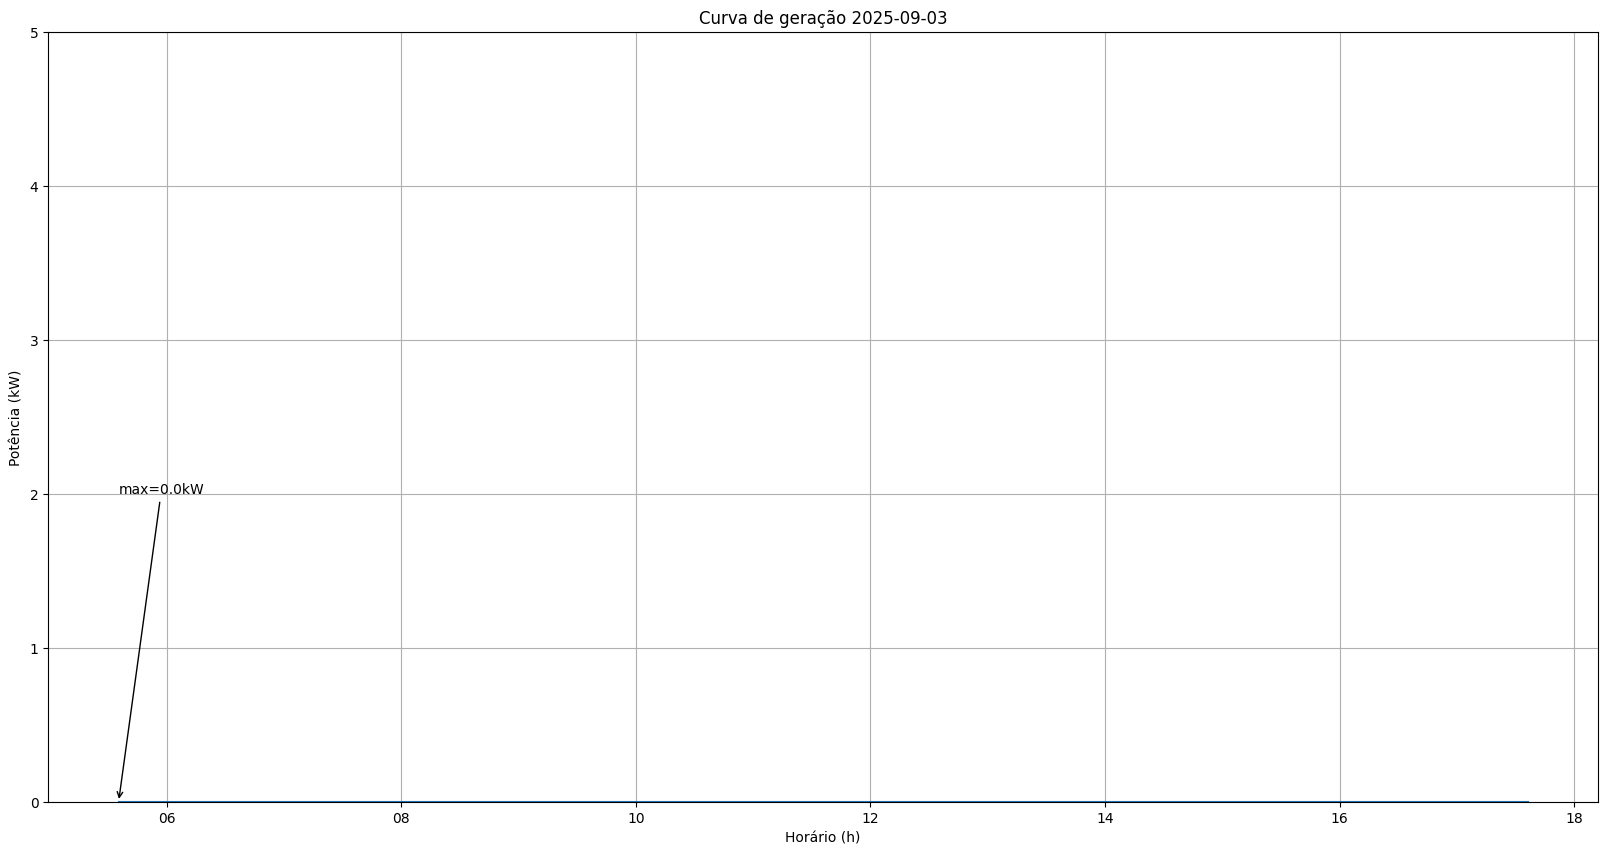 Curva de geração 2025-09-03
5
4
3
2
1
0
Potência (kW)
max=0.0kW
06 08 10 12 14 16 18
Horário (h)